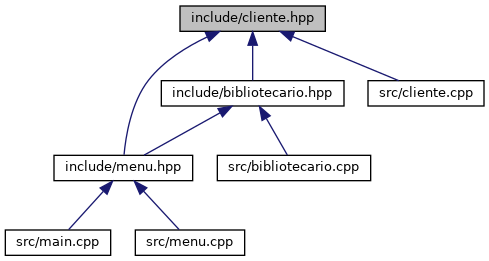 include/cliente.hpp
include/bibliotecario.hpp
src/cliente.cpp
include/menu.hpp
src/bibliotecario.cpp
src/main.cpp
src/menu.cpp